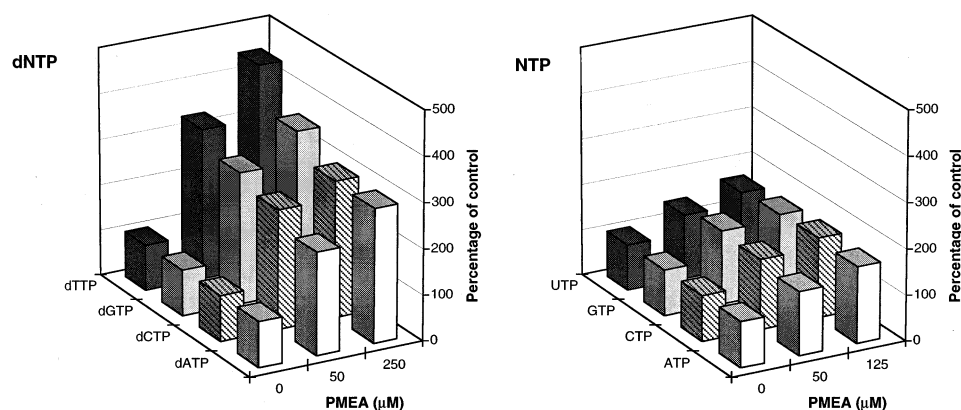 dNTP
500
400
300
200
100
0
Percentage of control
dTTP
dGTP
dCTP
dATP
0
50
250
PMEA (μM)
NTP
500
400
300
200
100
0
Percentage of control
UTP
GTP
CTP
ATP
0
50
125
PMEA (μM)